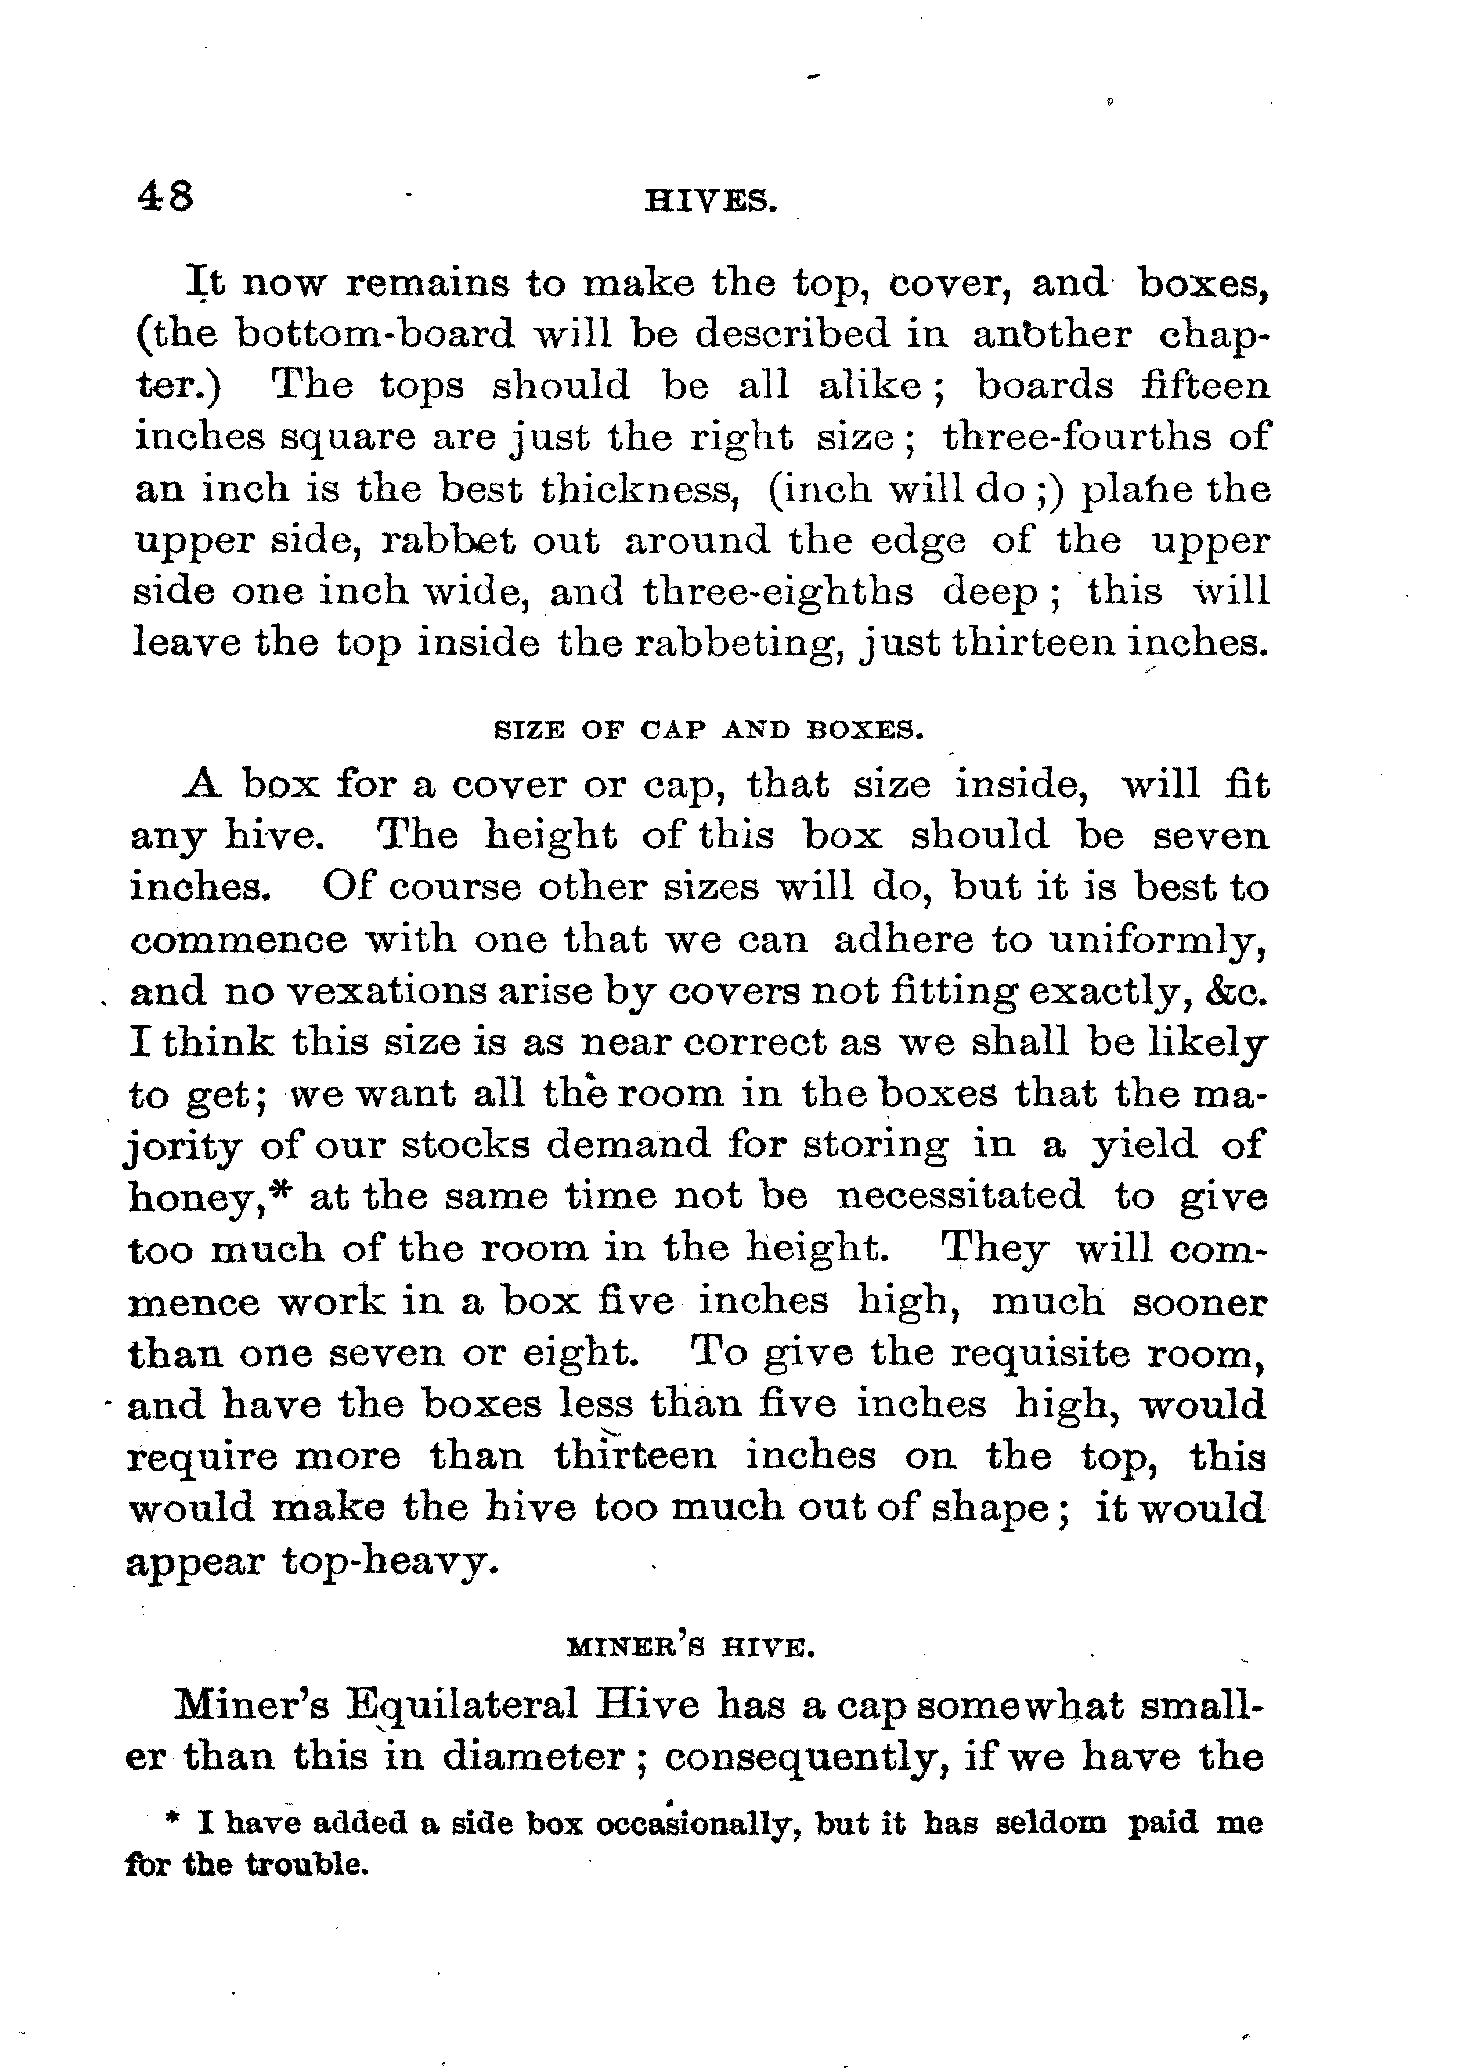 48 HIVES.
It now remains to make the top, cover, and boxes,
(the bottom-board will be described in another chap-
ter.) The tops should be all alike ; boards fifteen
inches square are just the right size ; three-fourths of
an inch is the best thickness, (inch will do ;) plane the
upper side, rabbet out around the edge of the upper
side one inch wide, and three-eighths deep ; this will
leave the top inside the rabbeting, just thirteen inches.
SIZE OF CAP AND BOXES.
A box for a cover or cap, that size inside, will fit
any hive. The height of this box should be seven
inches. Of course other sizes will do, but it is best to
commence with one that we can adhere to uniformly,
and no vexations arise by covers not fitting exactly, &c.
I think this size is as near correct as we shall be likely
to get; we want all the room in the boxes that the ma-
jority of our stocks demand for storing in a yield of
honey,* at the same time not be necessitated to give
too much of the room in the height. They will com-
mence work in a box five inches high, much sooner
than one seven or eight. To give the requisite room,
and have the boxes less than five inches high, would
require more than thirteen inches on the top, this
would make the hive too much out of shape ; it would
appear top-heavy.
MINER'S HIVE.
Miner's Equilateral Hive has a cap somewhat small-
er than this in diameter ; consequently, if we have the
* I have added a side box occasionally, but it has seldom paid me
for the trouble.